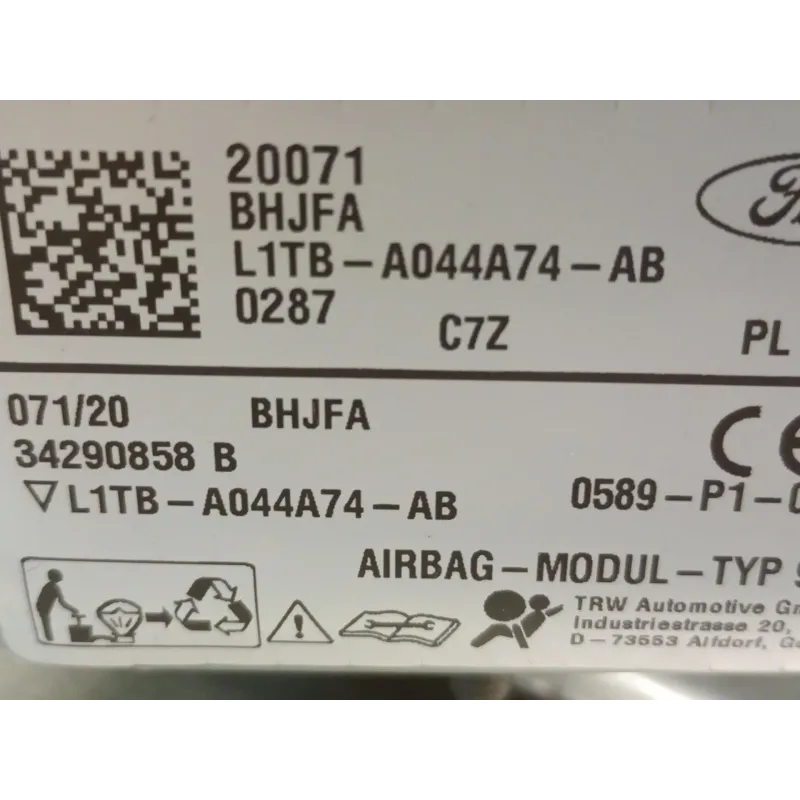 20071
BHJFA
L1TB-A044A74-AB
0287
C7Z
PL
071/20 BHJFA
34290858 B
L1TB-A044A74-AB
0589-P1-
CE
AIRBAG-MODUL-TYP
TRW Automotive
Industriestrasse 20,
D-73553 Alfdorf,